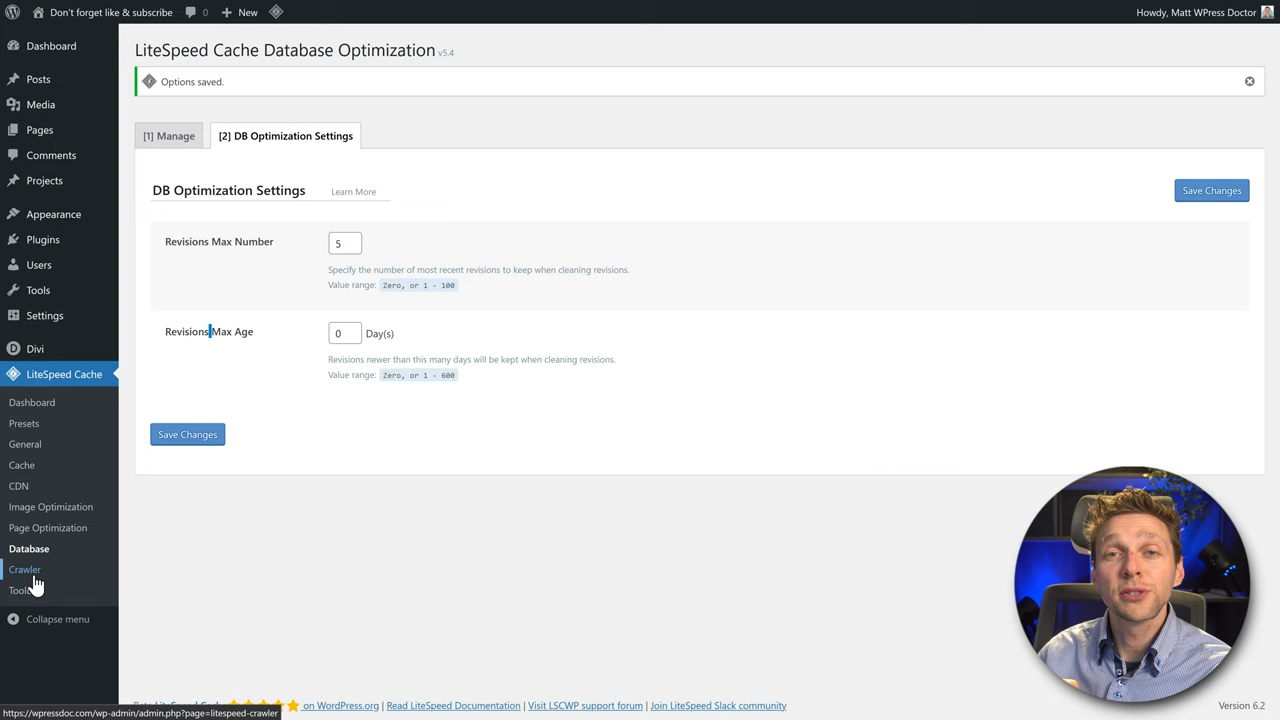 Don't forget like & subscribe 0 New
Howdy, Matt WPress Doctor
Dashboard
Posts
Media
Pages
Comments
Projects
Appearance
Plugins
Users
Tools
Settings
Divi
LiteSpeed Cache
Dashboard
Presets
General
Cache
CDN
Image Optimization
Page Optimization
Database
Crawler
Tools
Collapse menu
LiteSpeed Cache Database Optimization v5.4
Options saved.
[1] Manage
[2] DB Optimization Settings
DB Optimization Settings Learn More
Save Changes
Revisions Max Number
5
Specify the number of most recent revisions to keep when cleaning revisions.
Value range: Zero, or 1 - 100
Revisions Max Age
0 Day(s)
Revisions newer than this many days will be kept when cleaning revisions.
Value range: Zero, or 1 - 600
Save Changes
on WordPress.org | Read LiteSpeed Documentation | Visit LSCWP support forum | Join LiteSpeed Slack community
Version 6.2
https://wpressdoc.com/wp-admin/admin.php?page=litespeed-crawler